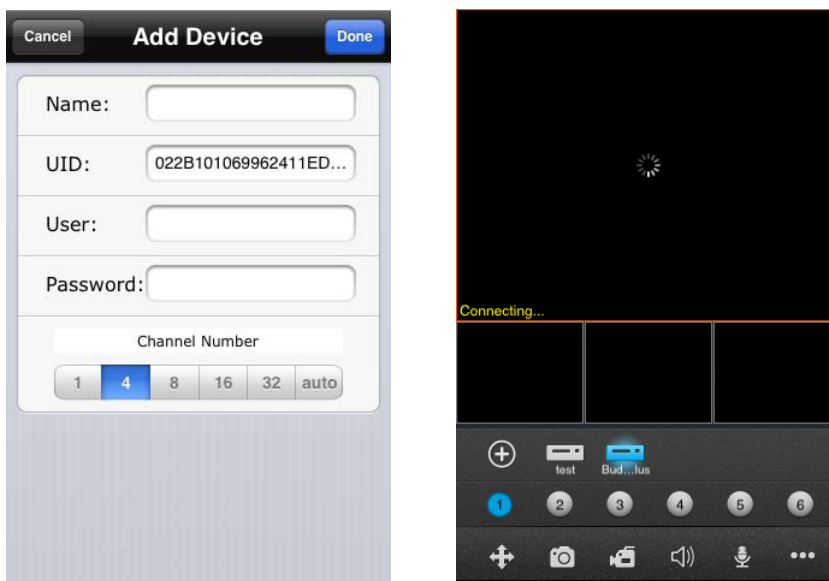 Cancel Add Device Done
Name:
UID: 022B101069962411ED...
User:
Password:
Channel Number
1 4 8 16 32 auto
Connecting...
test Bud...lus
1 2 3 4 5 6